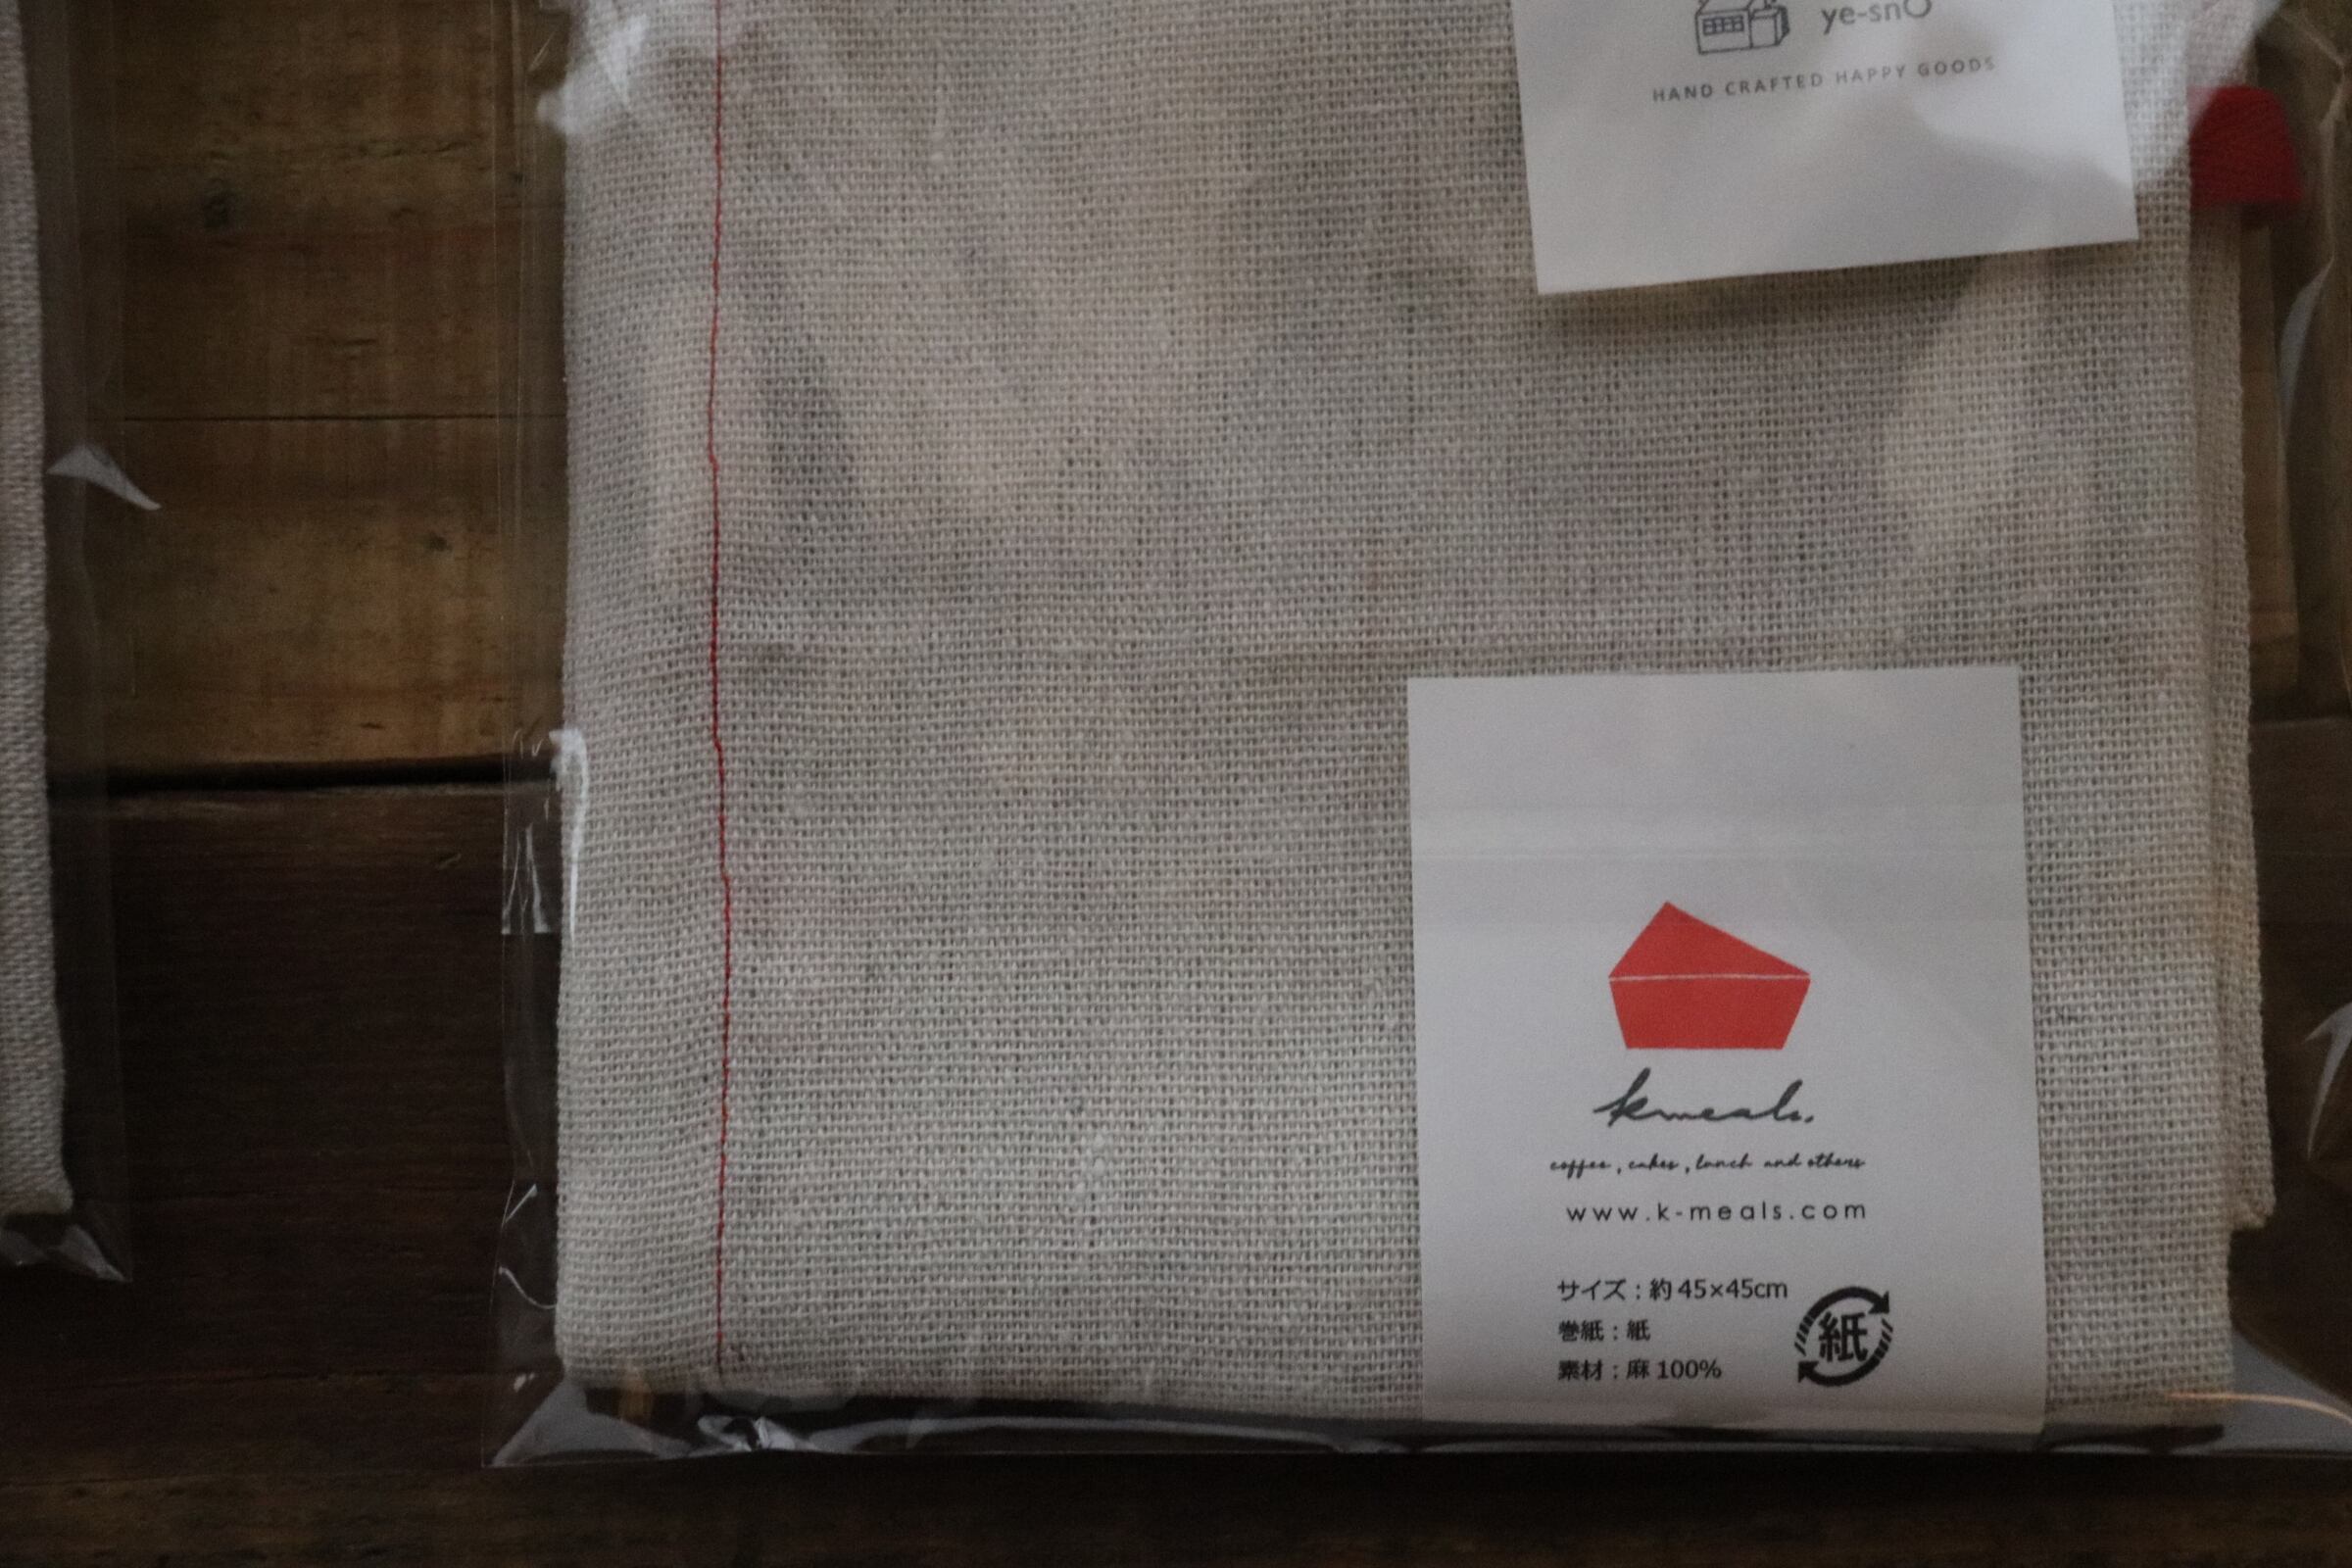 ye-snO
HAND CRAFTED HAPPY GOODS
kmeals.
coffee, cakes, lunch and others
www.k-meals.com
サイズ：約45×45cm
巻紙：紙
素材：麻100%
紙